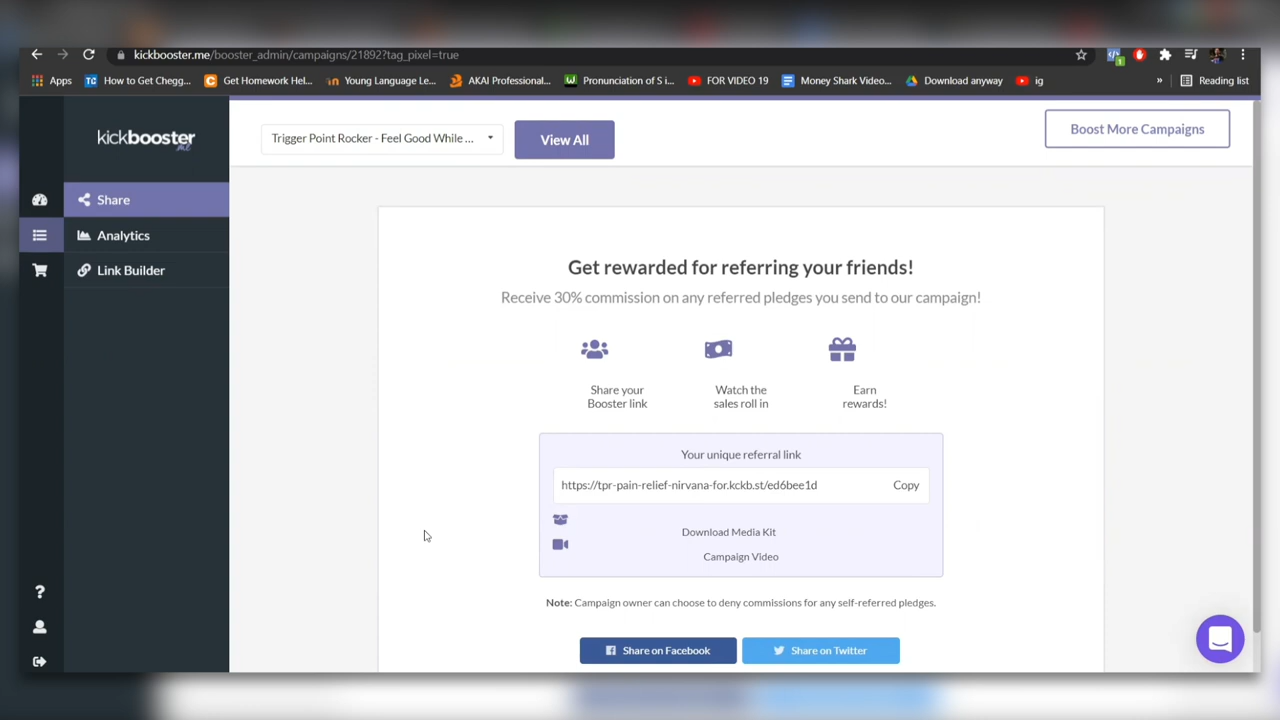 kickbooster.me/booster_admin/campaigns/21892?tag_pixel=true
Apps How to Get Chegg... Get Homework Hel... Young Language Le... AKAI Professional... Pronunciation of S i... FOR VIDEO 19 Money Shark Video... Download anyway ig » Reading list
kickbooster
me
Trigger Point Rocker - Feel Good While ...
View All
Boost More Campaigns
Share
Analytics
Link Builder
Get rewarded for referring your friends!
Receive 30% commission on any referred pledges you send to our campaign!
Share your
Booster link
Watch the
sales roll in
Earn
rewards!
Your unique referral link
https://tpr-pain-relief-nirvana-for.kckb.st/ed6bee1d Copy
Download Media Kit
Campaign Video
Note: Campaign owner can choose to deny commissions for any self-referred pledges.
Share on Facebook
Share on Twitter